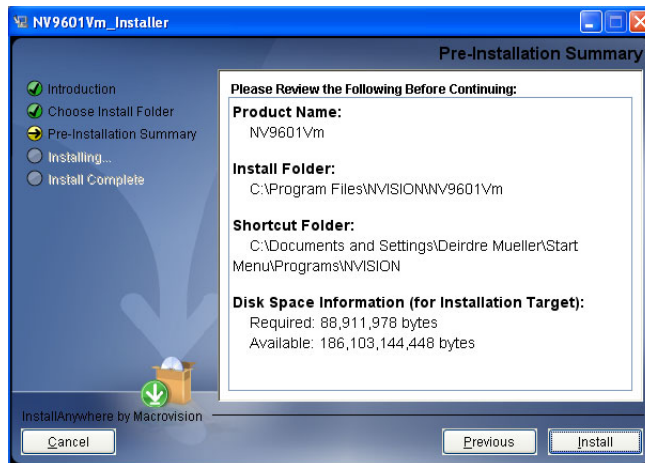 NV9601Vm_Installer
Pre-Installation Summary
Introduction
Choose Install Folder
Pre-Installation Summary
Installing...
Install Complete
Please Review the Following Before Continuing:
Product Name:
NV9601Vm
Install Folder:
C:\Program Files\NVISION\NV9601Vm
Shortcut Folder:
C:\Documents and Settings\Deirdre Mueller\Start
Menu\Programs\NVISION
Disk Space Information (for Installation Target):
Required: 88,911,978 bytes
Available: 186,103,144,448 bytes
InstallAnywhere by Macrovision
Cancel
Previous
Install